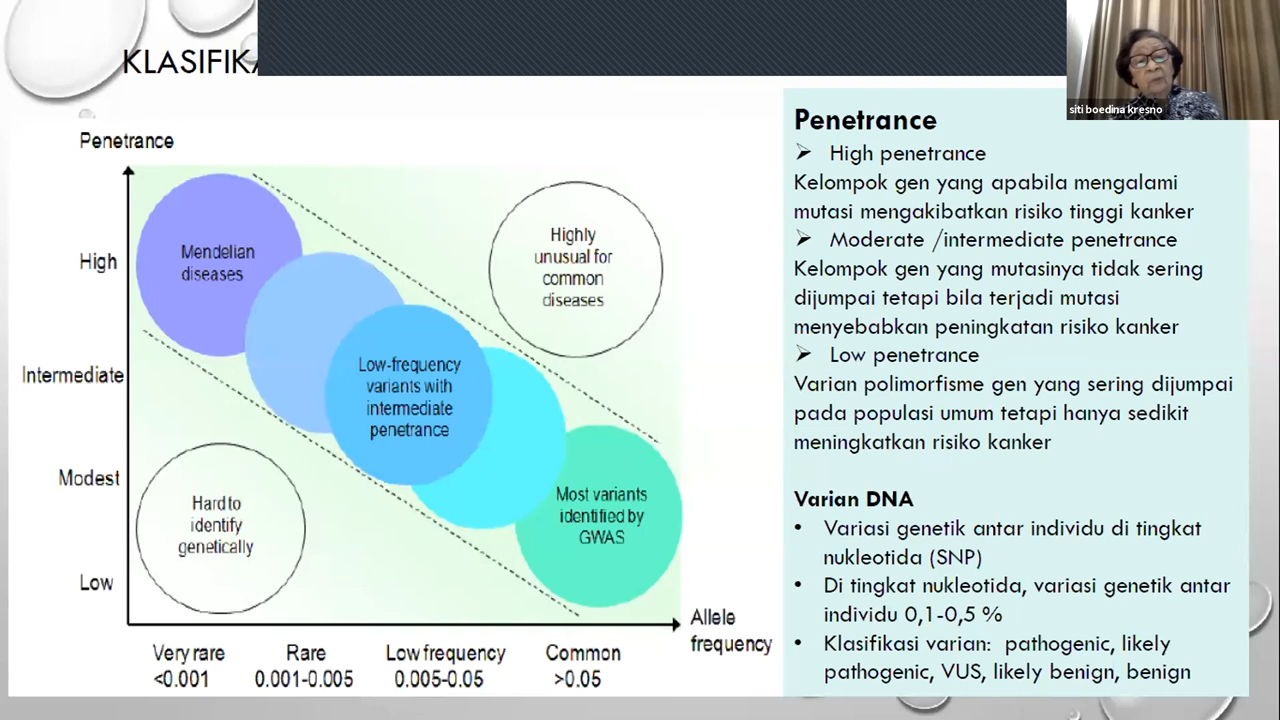 KLASIFIKA
siti boedina kresno
Penetrance
High
Intermediate
Modest
Low
Mendelian
diseases
Low-frequency
variants with
intermediate
penetrance
Highly
unusual for
common
diseases
Hard to
identify
genetically
Most variants
identified by
GWAS
Allele
frequency
Very rare
<0.001
Rare
0.001-0.005
Low frequency
0.005-0.05
Common
>0.05
Penetrance
➢ High penetrance
Kelompok gen yang apabila mengalami
mutasi mengakibatkan risiko tinggi kanker
➢ Moderate /intermediate penetrance
Kelompok gen yang mutasinya tidak sering
dijumpai tetapi bila terjadi mutasi
menyebabkan peningkatan risiko kanker
➢ Low penetrance
Varian polimorfisme gen yang sering dijumpai
pada populasi umum tetapi hanya sedikit
meningkatkan risiko kanker
Varian DNA
• Variasi genetik antar individu di tingkat
nukleotida (SNP)
• Di tingkat nukleotida, variasi genetik antar
individu 0,1-0,5 %
• Klasifikasi varian: pathogenic, likely
pathogenic, VUS, likely benign, benign